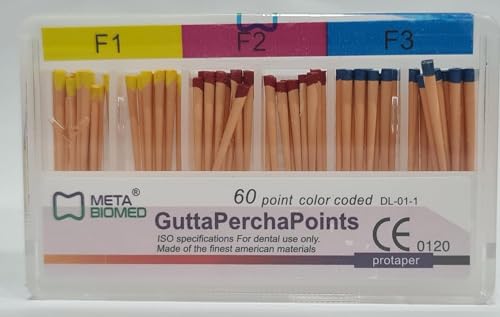 F1 F2 F3
META ®
BIOMED
60 point color coded DL-01-1
GuttaPerchaPoints
ISO specifications For dental use only.
Made of the finest american materials
CE 0120
protaper